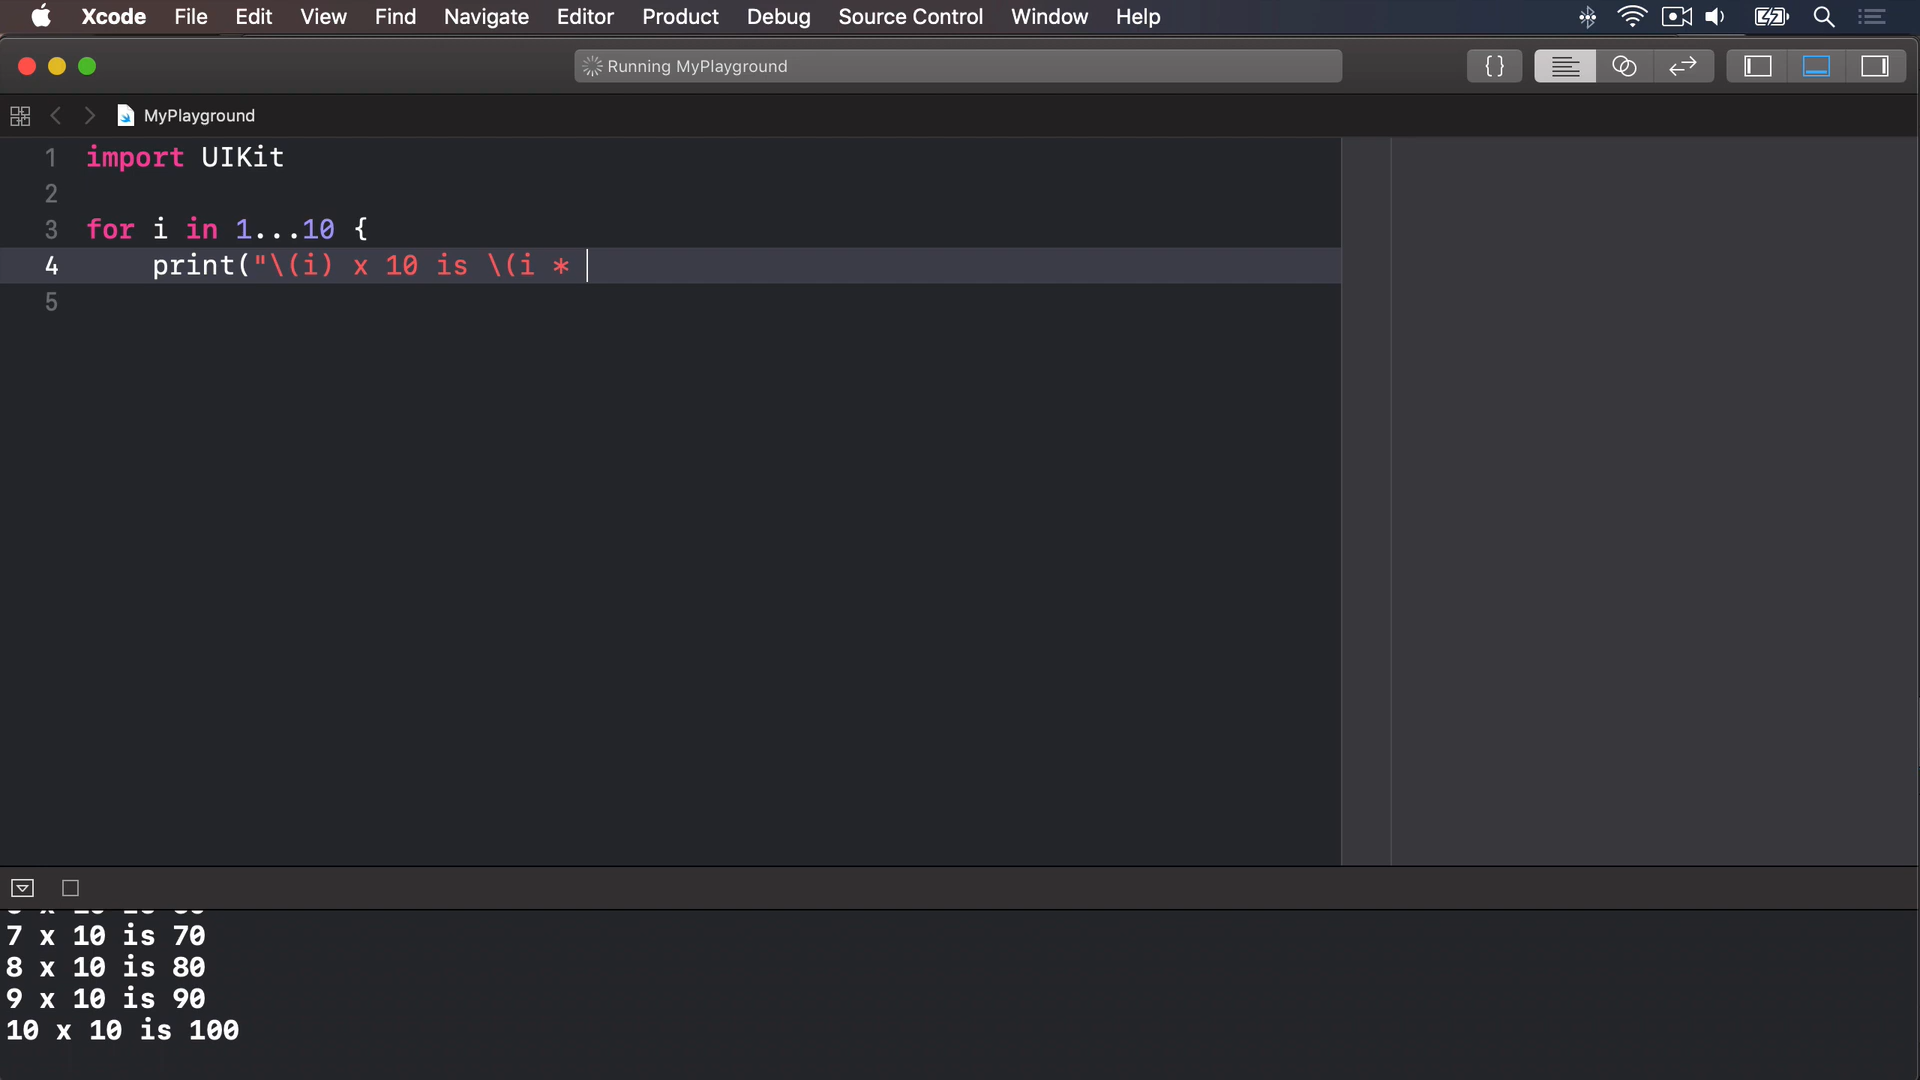 Xcode File Edit View Find Navigate Editor Product Debug Source Control Window Help
Running MyPlayground
{ }
MyPlayground
1 import UIKit
2
3 for i in 1...10 {
4 print("\(i) x 10 is \(i *
5
7 x 10 is 70
8 x 10 is 80
9 x 10 is 90
10 x 10 is 100